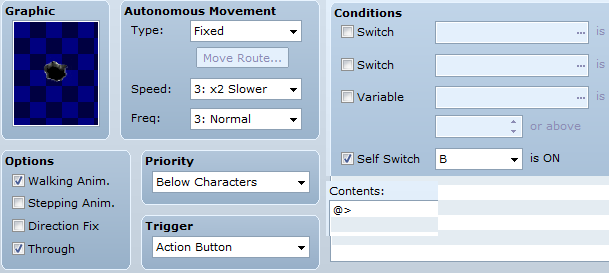 Graphic
Autonomous Movement
Type: Fixed
Move Route...
Speed: 3: x2 Slower
Freq: 3: Normal
Conditions
Switch ... is
Switch ... is
Variable ... is
or above
Self Switch B is ON
Options
Walking Anim.
Stepping Anim.
Direction Fix
Through
Priority
Below Characters
Trigger
Action Button
Contents:
@>